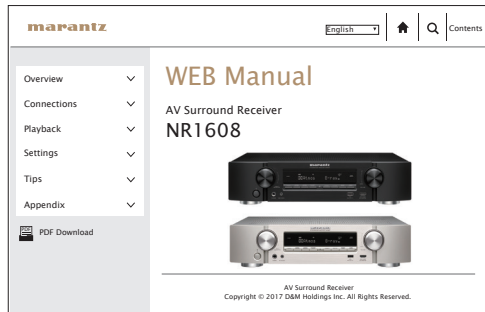 marantz
English
Contents
Overview
Connections
Playback
Settings
Tips
Appendix
PDF Download
WEB Manual
AV Surround Receiver
NR1608
marantz
AV Surround Receiver
Copyright © 2017 D&M Holdings Inc. All Rights Reserved.